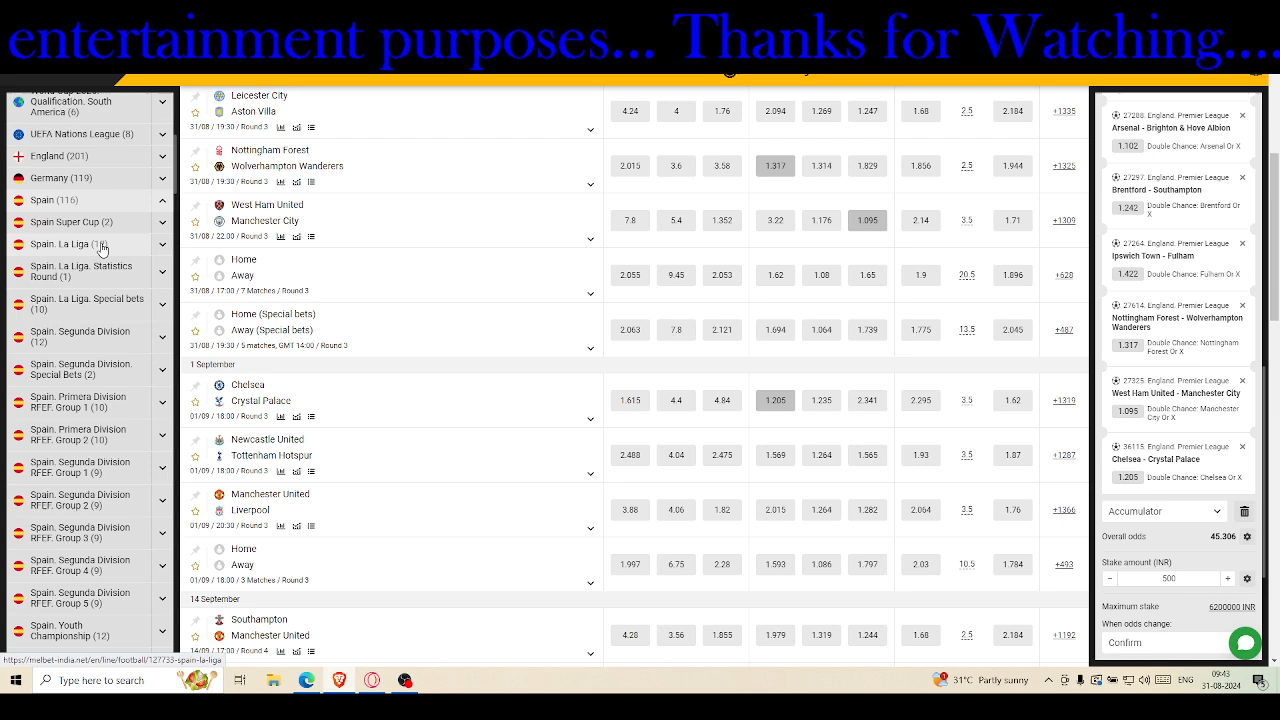 entertainment purposes... Thanks for Watching....
Qualification. South
America (6)
UEFA Nations League (8)
England (201)
Germany (119)
Spain (116)
Spain Super Cup (2)
Spain. La Liga
Spain. La Liga. Statistics
Round (1)
Spain. La Liga. Special bets
(10)
Spain. Segunda Division
(12)
Spain. Segunda Division.
Special Bets (2)
Spain. Primera Division
RFEF. Group 1 (10)
Spain. Primera Division
RFEF. Group 2 (10)
Spain. Segunda Division
RFEF. Group 1 (9)
Spain. Segunda Division
RFEF. Group 2 (9)
Spain. Segunda Division
RFEF. Group 3 (9)
Spain. Segunda Division
RFEF. Group 4 (9)
Spain. Segunda Division
RFEF. Group 5 (9)
Spain. Youth
Championship (12)
https://melbet-india.net/en/line/football/127733-spain-la-liga
Leicester City
Aston Villa
31/08 / 19:30 / Round 3
4.24 4 1.76 2.094 1.269 1.247 1.68 2.5 2.184 +1335
Nottingham Forest
Wolverhampton Wanderers
31/08 / 19:30 / Round 3
2.015 3.6 3.58 1.317 1.314 1.829 1.856 2.5 1.944 +1325
West Ham United
Manchester City
31/08 / 22:00 / Round 3
7.8 5.4 1.352 3.22 1.176 1.095 2.14 3.5 1.71 +1309
Home
Away
31/08 / 17:00 / 7 Matches / Round 3
2.055 9.45 2.053 1.62 1.08 1.65 1.9 20.5 1.896 +628
Home (Special bets)
Away (Special bets)
31/08 / 19:30 / 5 matches, GMT 14:00 / Round 3
2.063 7.8 2.121 1.694 1.064 1.739 1.775 13.5 2.045 +487
1 September
Chelsea
Crystal Palace
01/09 / 18:00 / Round 3
1.615 4.4 4.84 1.205 1.235 2.341 2.295 3.5 1.62 +1319
Newcastle United
Tottenham Hotspur
01/09 / 18:00 / Round 3
2.488 4.04 2.475 1.569 1.264 1.565 1.93 3.5 1.87 +1287
Manchester United
Liverpool
01/09 / 20:30 / Round 3
3.88 4.06 1.82 2.015 1.264 1.282 2.064 3.5 1.76 +1366
Home
Away
01/09 / 18:00 / 3 Matches / Round 3
1.997 6.75 2.28 1.593 1.086 1.797 2.03 10.5 1.784 +493
14 September
Southampton
Manchester United
14/09 / 17:00 / Round 4
4.28 3.56 1.855 1.979 1.319 1.244 1.68 2.5 2.184 +1192
27288. England. Premier League
Arsenal - Brighton & Hove Albion
1.102 Double Chance: Arsenal Or X
27297. England. Premier League
Brentford - Southampton
1.242 Double Chance: Brentford Or
X
27264. England. Premier League
Ipswich Town - Fulham
1.422 Double Chance: Fulham Or X
27614. England. Premier League
Nottingham Forest - Wolverhampton
Wanderers
1.317 Double Chance: Nottingham
Forest Or X
27325. England. Premier League
West Ham United - Manchester City
1.095 Double Chance: Manchester
City Or X
36115. England. Premier League
Chelsea - Crystal Palace
1.205 Double Chance: Chelsea Or X
Accumulator
Overall odds 45.306
Stake amount (INR)
− 500 +
Maximum stake 6200000 INR
When odds change:
Confirm
Type here to search
31°C Partly sunny
ENG
09:43
31-08-2024